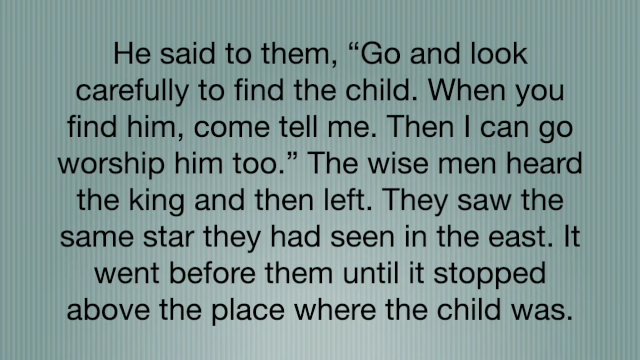 He said to them, “Go and look
carefully to find the child. When you
find him, come tell me. Then I can go
worship him too.” The wise men heard
the king and then left. They saw the
same star they had seen in the east. It
went before them until it stopped
above the place where the child was.